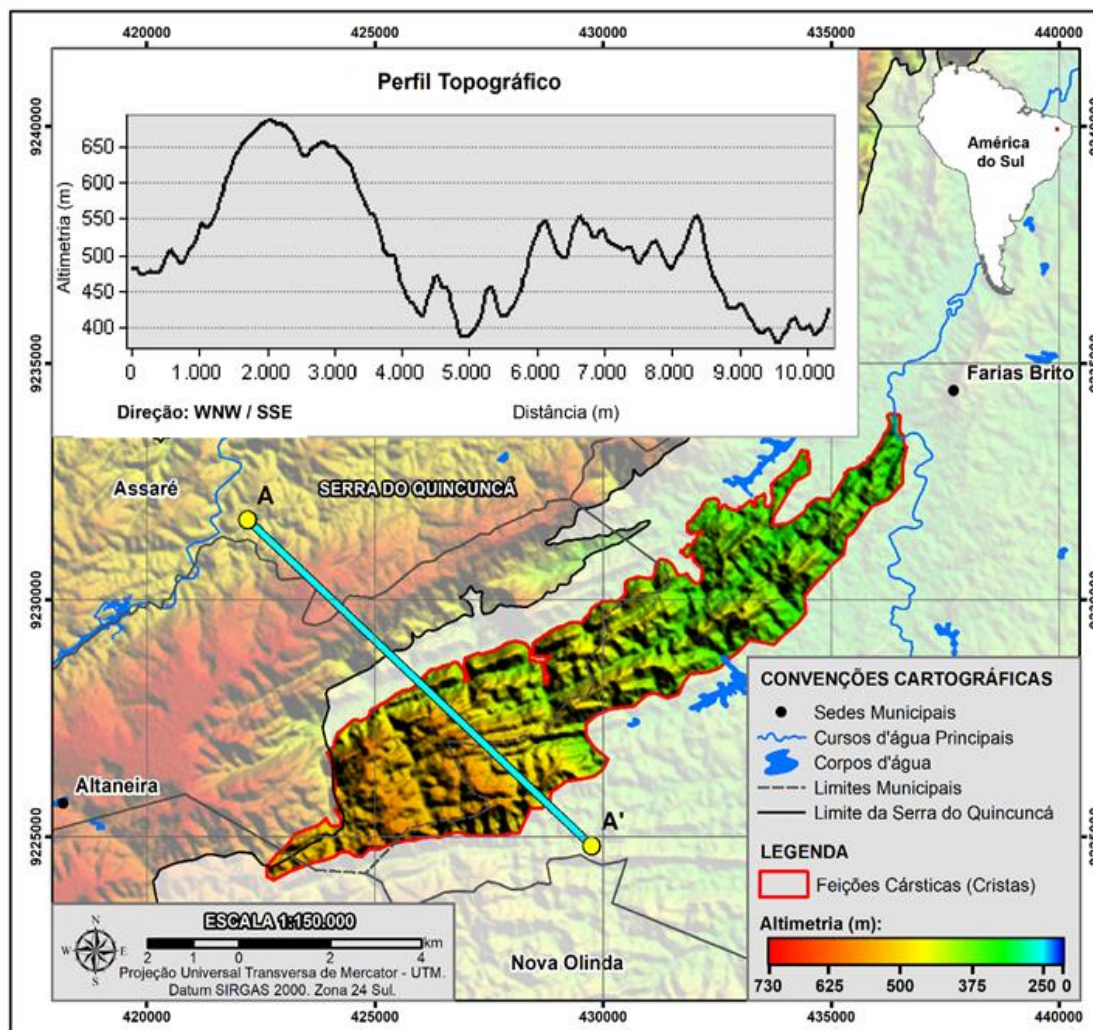 420000 425000 430000 435000 440000
9240000
9240000
Perfil Topográfico
Altimetria (m)
650
600
550
500
450
400
0 1.000 2.000 3.000 4.000 5.000 6.000 7.000 8.000 9.000 10.000
Direção: WNW / SSE
Distância (m)
América
do Sul
9235000
9235000
Farias Brito
Assaré
A
SERRA DO QUINCUNCÁ
9230000
9230000
Altaneira
A'
9225000
9225000
Nova Olinda
CONVENÇÕES CARTOGRÁFICAS
Sedes Municipais
Cursos d'água Principais
Corpos d'água
Limites Municipais
Limite da Serra do Quincuncá
LEGENDA
Feições Cársticas (Cristas)
Altimetria (m):
730 625 500 375 250 0
ESCALA 1:150.000
N
W E
S
2 1 0 2 4
km
Projeção Universal Transversa de Mercator - UTM.
Datum SIRGAS 2000. Zona 24 Sul.
420000 425000 430000 435000 440000